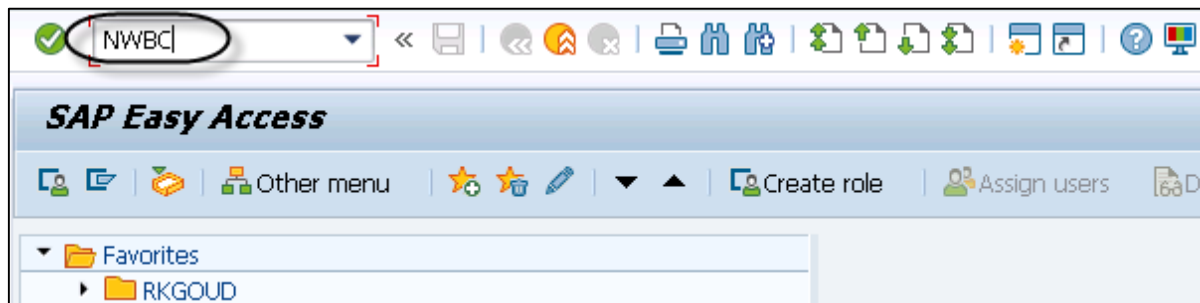 NWBC
SAP Easy Access
Other menu Create role Assign users D
Favorites
RKGOUD